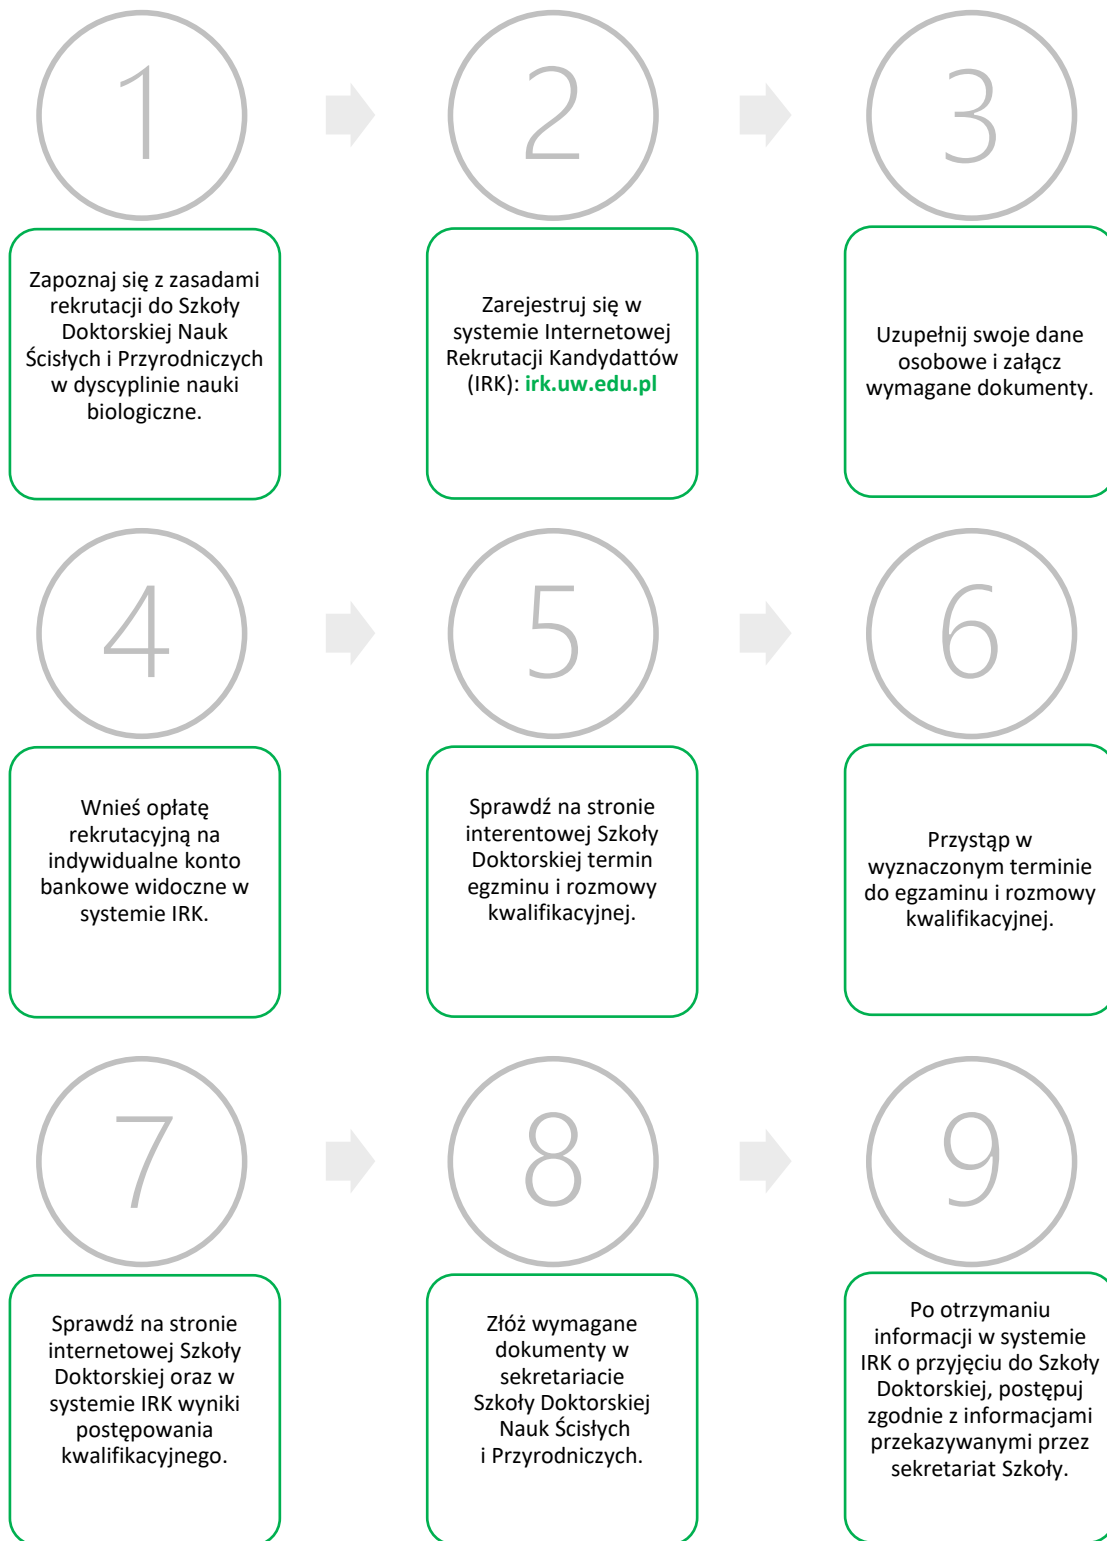 1
2
3
Zapoznaj się z zasadami
rekrutacji do Szkoły
Doktorskiej Nauk
Ścisłych i Przyrodniczych
w dyscyplinie nauki
biologiczne.
Zarejestruj się w
systemie Internetowej
Rekrutacji Kandydattów
(IRK): irk.uw.edu.pl
Uzupełnij swoje dane
osobowe i załącz
wymagane dokumenty.
4
5
6
Wnieś opłatę
rekrutacyjną na
indywidualne konto
bankowe widoczne w
systemie IRK.
Sprawdź na stronie
interentowej Szkoły
Doktorskiej termin
egzminu i rozmowy
kwalifikacyjnej.
Przystąp w
wyznaczonym terminie
do egzaminu i rozmowy
kwalifikacyjnej.
7
8
9
Sprawdź na stronie
internetowej Szkoły
Doktorskiej oraz w
systemie IRK wyniki
postępowania
kwalifikacyjnego.
Złóż wymagane
dokumenty w
sekretariacie
Szkoły Doktorskiej
Nauk Ścisłych
i Przyrodniczych.
Po otrzymaniu
informacji w systemie
IRK o przyjęciu do Szkoły
Doktorskiej, postępuj
zgodnie z informacjami
przekazywanymi przez
sekretariat Szkoły.